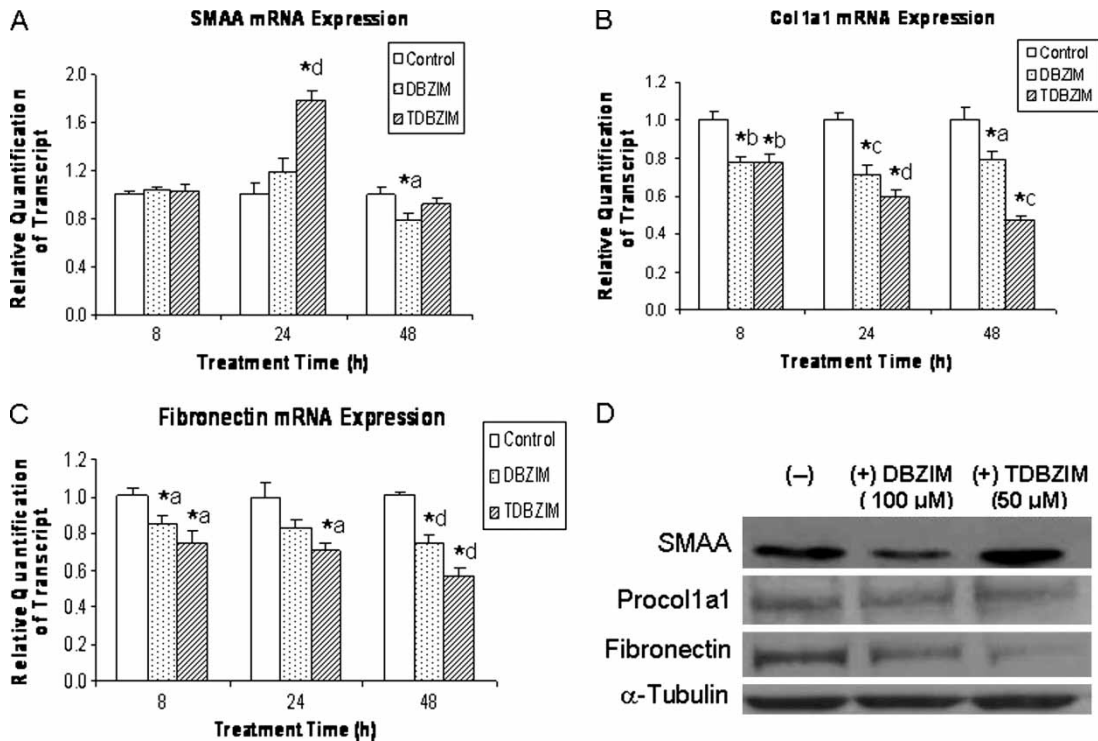 A
SMAA mRNA Expression
Control
DBZIM
TDBZIM
Relative Quantification
of Transcript
2.0
1.6
1.2
0.8
0.4
0.0
*d
*a
8
24
48
Treatment Time (h)
B
Col1a1 mRNA Expression
Control
DBZIM
TDBZIM
Relative Quantification
of Transcript
1.2
1.0
0.8
0.6
0.4
0.2
0.0
*b *b
*c
*d
*a
*c
8
24
48
Treatment Time (h)
C
Fibronectin mRNA Expression
Control
DBZIM
TDBZIM
Relative Quantification
of Transcript
1.2
1.0
0.8
0.6
0.4
0.2
0.0
*a
*a
*a
*d
*d
8
24
48
Treatment Time (h)
D
(–) (+) DBZIM (+) TDBZIM
(100 µM) (50 µM)
SMAA
Procol1a1
Fibronectin
α-Tubulin